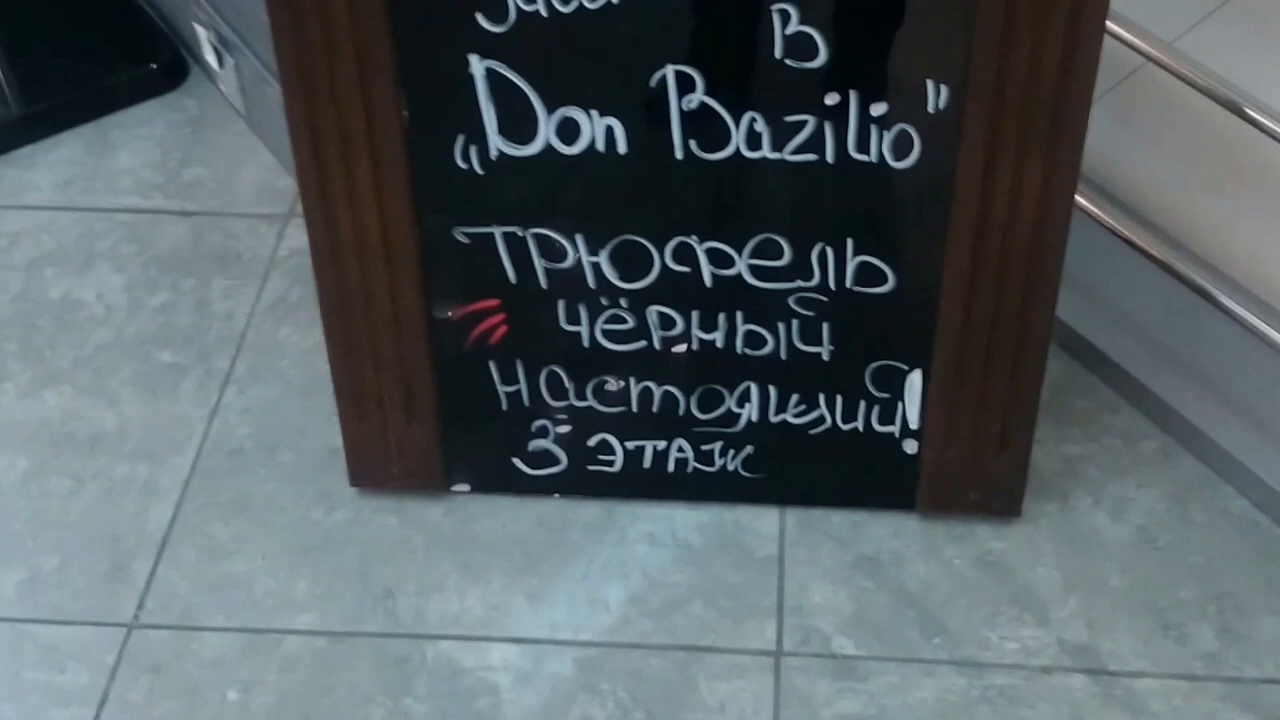 В
„Don Bazilio"
Трюфель
чёрный
настоящий!
3 этаж